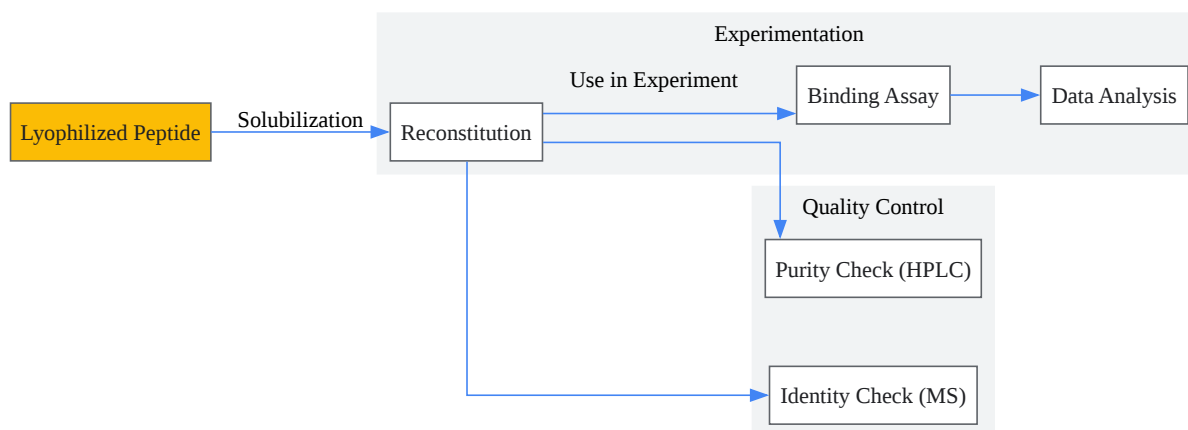 Experimentation
Use in Experiment
Binding Assay
Data Analysis
Lyophilized Peptide
Solubilization
Reconstitution
Quality Control
Purity Check (HPLC)
Identity Check (MS)